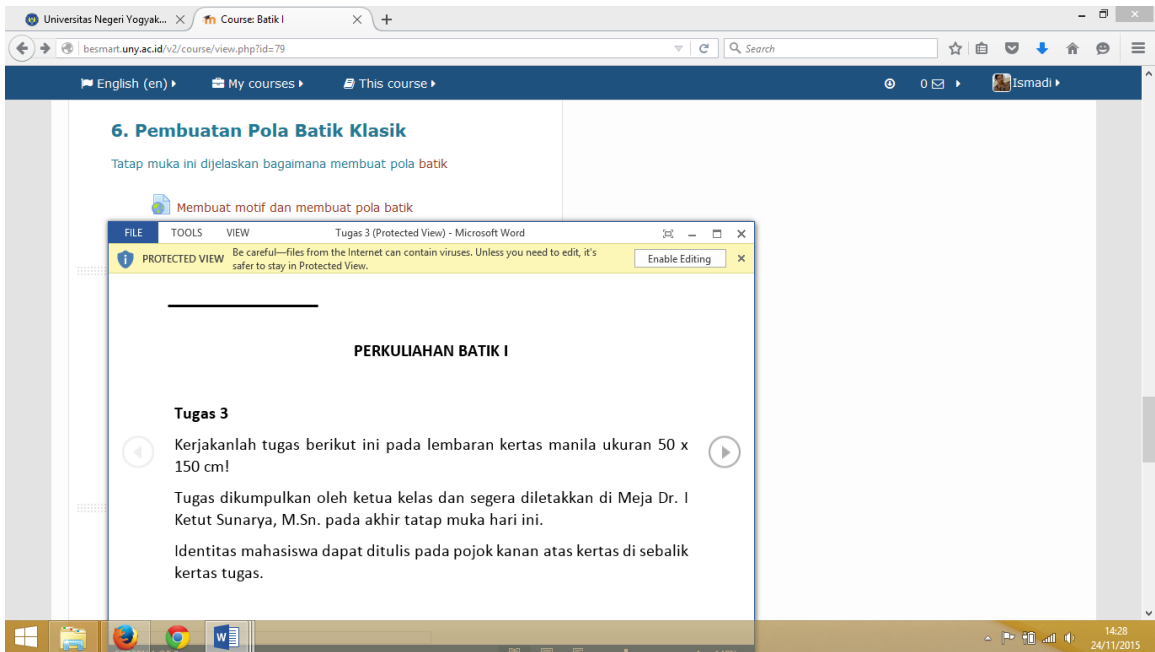 Universitas Negeri Yogyak...
Course: Batik I
besmart.uny.ac.id/v2/course/view.php?id=79
Search
English (en)
My courses
This course
0
Ismadi
6. Pembuatan Pola Batik Klasik
Tatap muka ini dijelaskan bagaimana membuat pola batik
Membuat motif dan membuat pola batik
FILE TOOLS VIEW Tugas 3 (Protected View) - Microsoft Word
PROTECTED VIEW Be careful—files from the Internet can contain viruses. Unless you need to edit, it's
safer to stay in Protected View.
Enable Editing
PERKULIAHAN BATIK I
Tugas 3
Kerjakanlah tugas berikut ini pada lembaran kertas manila ukuran 50 x
150 cm!
Tugas dikumpulkan oleh ketua kelas dan segera diletakkan di Meja Dr. I
Ketut Sunarya, M.Sn. pada akhir tatap muka hari ini.
Identitas mahasiswa dapat ditulis pada pojok kanan atas kertas di sebalik
kertas tugas.
14:28
24/11/2015